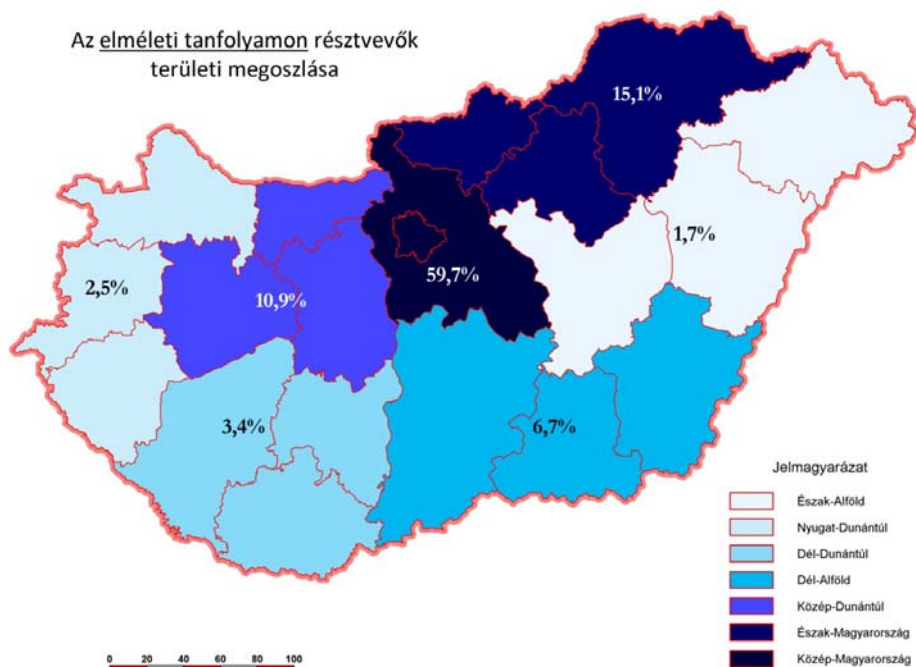 Az elméleti tanfolyamon résztvevők
területi megoszlása
15,1%
1,7%
59,7%
2,5%
10,9%
3,4%
6,7%
Jelmagyarázat
Észak-Alföld
Nyugat-Dunántúl
Dél-Dunántúl
Dél-Alföld
Közép-Dunántúl
Észak-Magyarország
Közép-Magyarország
0 20 40 60 80 100